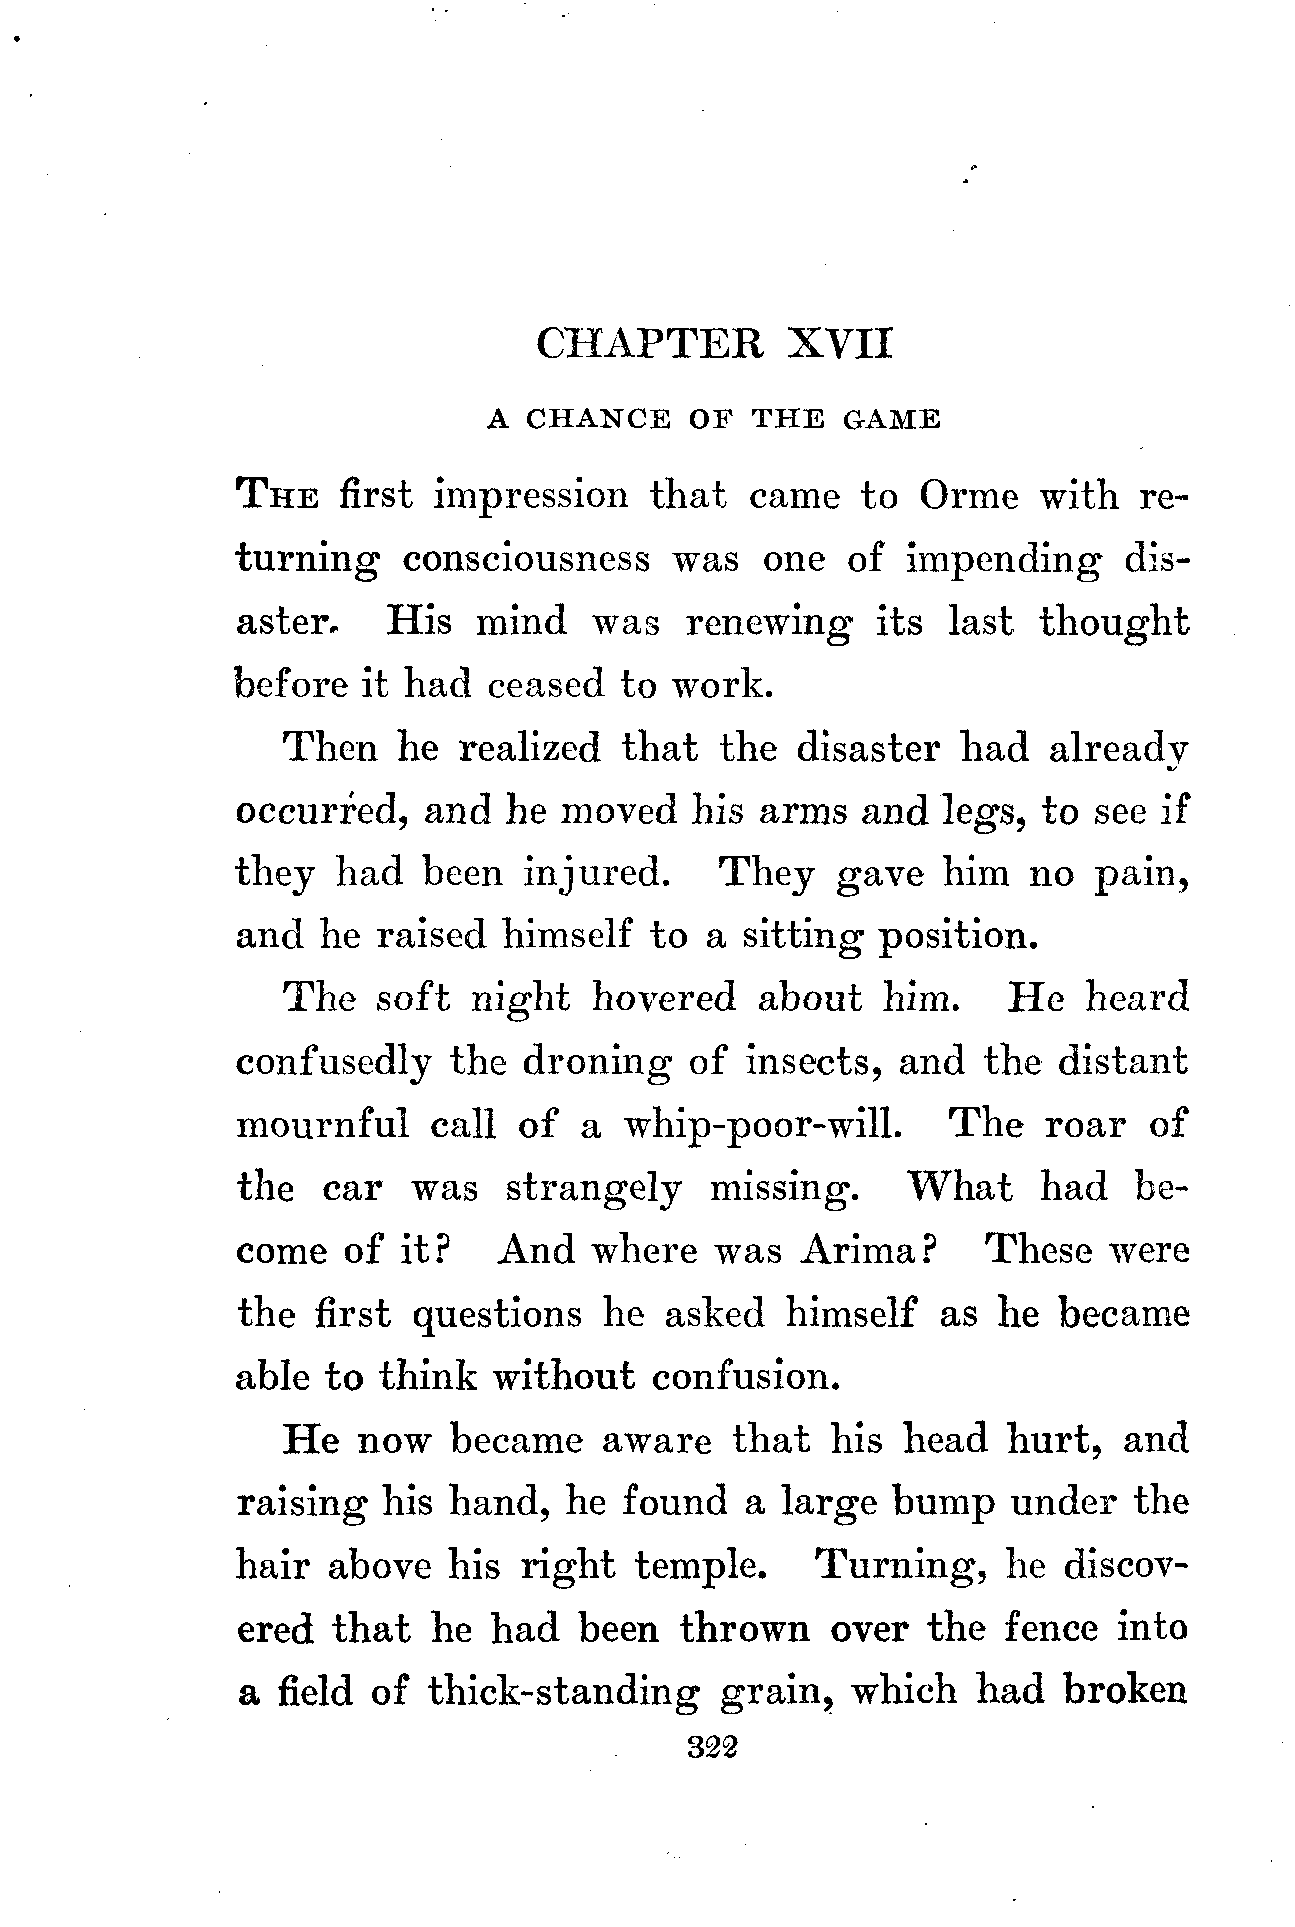 CHAPTER XVII
A CHANCE OF THE GAME
THE first impression that came to Orme with re-
turning consciousness was one of impending dis-
aster. His mind was renewing its last thought
before it had ceased to work.
Then he realized that the disaster had already
occurred, and he moved his arms and legs, to see if
they had been injured. They gave him no pain,
and he raised himself to a sitting position.
The soft night hovered about him. He heard
confusedly the droning of insects, and the distant
mournful call of a whip-poor-will. The roar of
the car was strangely missing. What had be-
come of it? And where was Arima? These were
the first questions he asked himself as he became
able to think without confusion.
He now became aware that his head hurt, and
raising his hand, he found a large bump under the
hair above his right temple. Turning, he discov-
ered that he had been thrown over the fence into
a field of thick-standing grain, which had broken
322